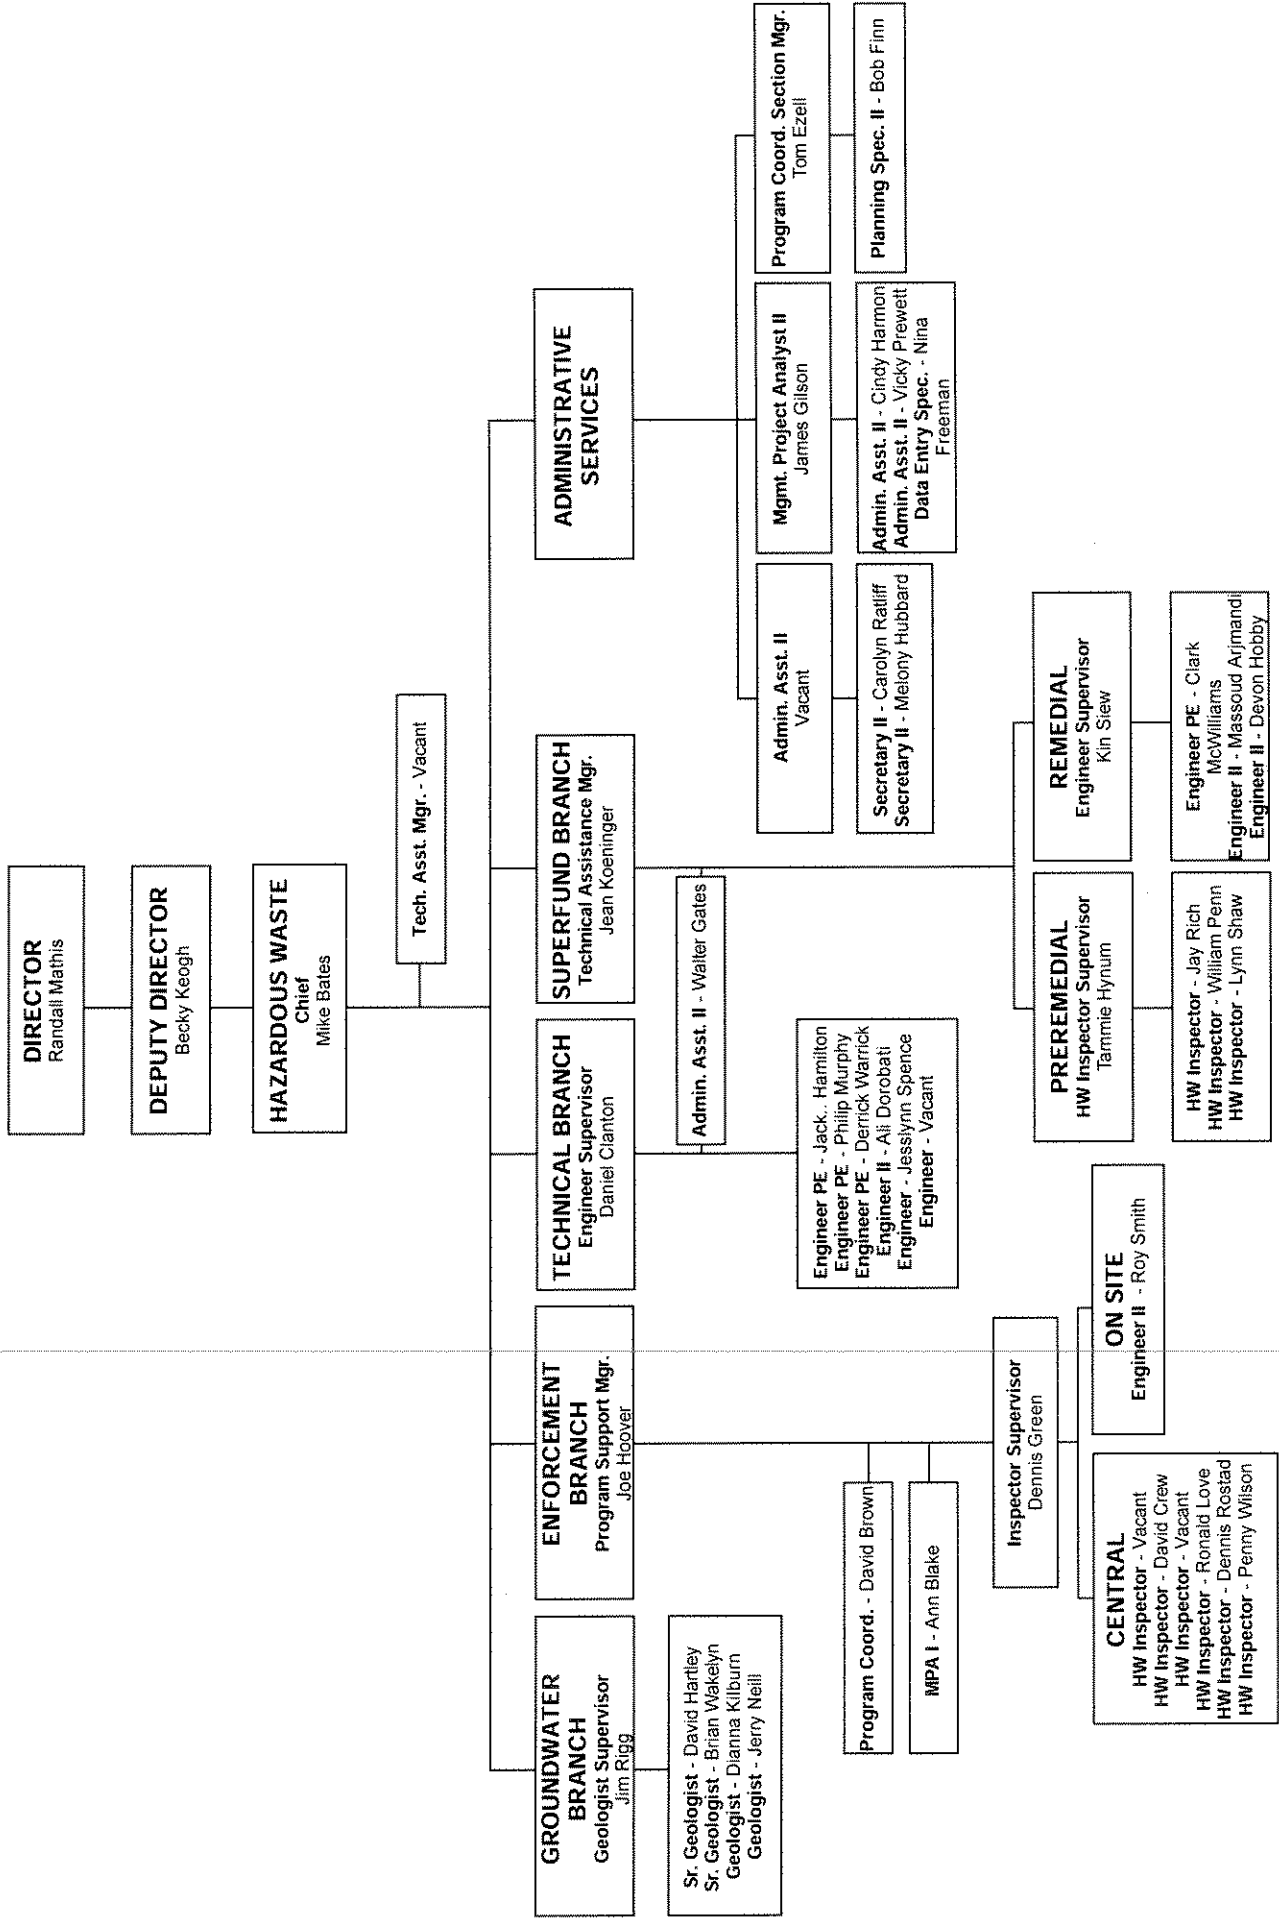 DIRECTOR
Randall Mathis
DEPUTY DIRECTOR
Becky Keogh
HAZARDOUS WASTE
Chief
Mike Bates
Tech. Asst. Mgr. - Vacant
GROUNDWATER
BRANCH
Geologist Supervisor
Jim Rigg
ENFORCEMENT
BRANCH
Program Support Mgr.
Joe Hoover
TECHNICAL BRANCH
Engineer Supervisor
Daniel Clanton
SUPERFUND BRANCH
Technical Assistance Mgr.
Jean Koeninger
ADMINISTRATIVE
SERVICES
Sr. Geologist - David Hartley
Sr. Geologist - Brian Wakelyn
Geologist - Dianna Kilburn
Geologist - Jerry Neill
Admin. Asst. II - Walter Gates
Program Coord. - David Brown
MPA I - Ann Blake
Engineer PE - Jack.. Hamilton
Engineer PE - Philip Murphy
Engineer PE - Derrick Warrick
Engineer II - Ali Dorobati
Engineer - Jesslynn Spence
Engineer - Vacant
Admin. Asst. II
Vacant
Mgmt. Project Analyst II
James Gilson
Program Coord. Section Mgr.
Tom Ezell
Secretary II - Carolyn Ratliff
Secretary II - Melony Hubbard
Admin. Asst. II - Cindy Harmon
Admin. Asst. II - Vicky Prewett
Data Entry Spec. - Nina
Freeman
Planning Spec. II - Bob Finn
Inspector Supervisor
Dennis Green
CENTRAL
HW Inspector - Vacant
HW Inspector - David Crew
HW Inspector - Vacant
HW Inspector - Ronald Love
HW Inspector - Dennis Rostad
HW Inspector - Penny Wilson
ON SITE
Engineer II - Roy Smith
PREREMEDIAL
HW Inspector Supervisor
Tammie Hynum
REMEDIAL
Engineer Supervisor
Kin Siew
HW Inspector - Jay Rich
HW Inspector - William Penn
HW Inspector - Lynn Shaw
Engineer PE - Clark
McWilliams
Engineer II - Massoud Arjmandi
Engineer II - Devon Hobby